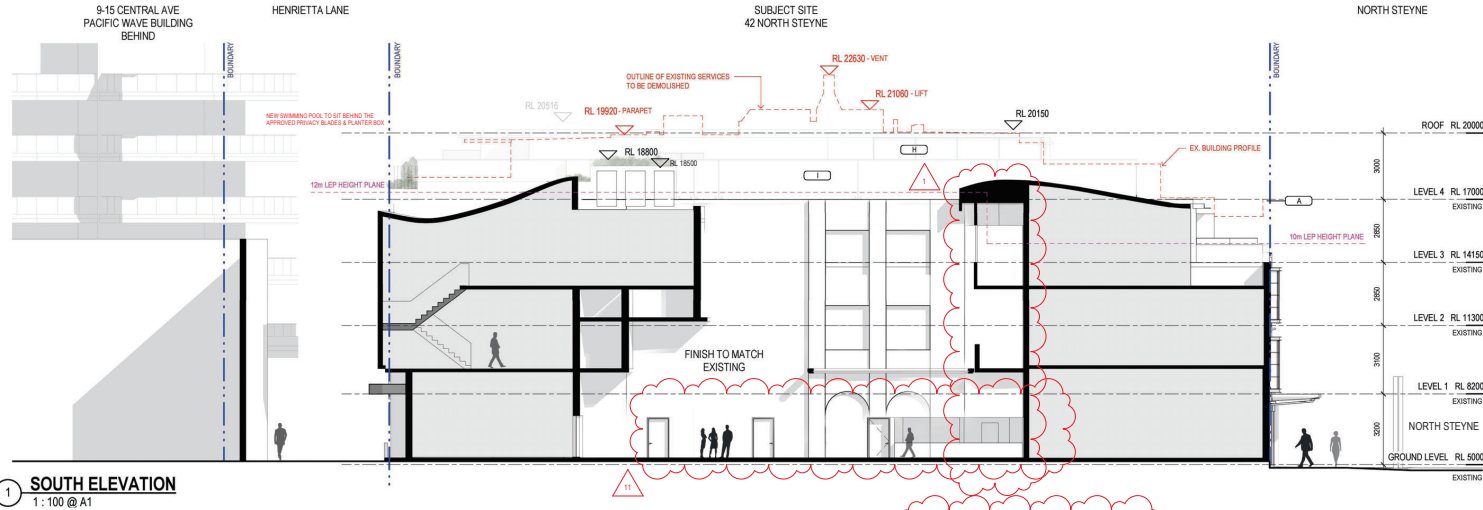 9-15 CENTRAL AVE
PACIFIC WAVE BUILDING
BEHIND
HENRIETTA LANE
SUBJECT SITE
42 NORTH STEYNE
NORTH STEYNE
BOUNDARY
BOUNDARY
BOUNDARY
RL 22630 - VENT
OUTLINE OF EXISTING SERVICES
TO BE DEMOLISHED
RL 21060 - LIFT
RL 20516
RL 19920 - PARAPET
RL 20150
NEW SWIMMING POOL TO SIT BEHIND THE
APPROVED PRIVACY BLADES & PLANTER BOX
ROOF RL 20000
RL 18800
RL 18500
H
EX. BUILDING PROFILE
I
1
3000
12m LEP HEIGHT PLANE
LEVEL 4 RL 17000
EXISTING
A
2850
10m LEP HEIGHT PLANE
LEVEL 3 RL 14150
EXISTING
2850
LEVEL 2 RL 11300
EXISTING
FINISH TO MATCH
EXISTING
3100
LEVEL 1 RL 8200
EXISTING
3200
NORTH STEYNE
GROUND LEVEL RL 5000
EXISTING
11
1
SOUTH ELEVATION
1 : 100 @ A1